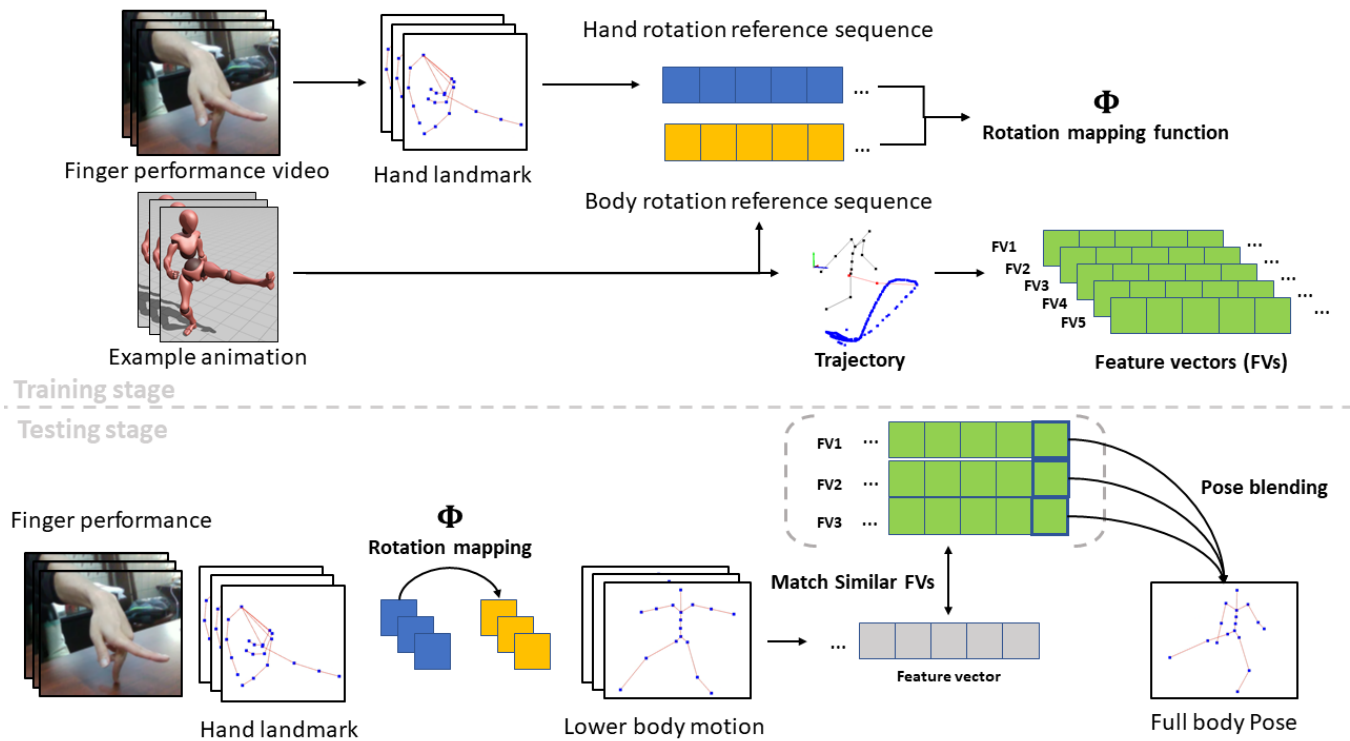 Hand rotation reference sequence
...
Φ
Rotation mapping function
...
Finger performance video
Hand landmark
Body rotation reference sequence
FV1
...
FV2
...
FV3
...
FV4
...
FV5
...
Example animation
Trajectory
Feature vectors (FVs)
Training stage
Testing stage
FV1 ...
FV2 ...
FV3 ...
Pose blending
Finger performance
Φ
Rotation mapping
Match Similar FVs
...
Feature vector
Hand landmark
Lower body motion
Full body Pose